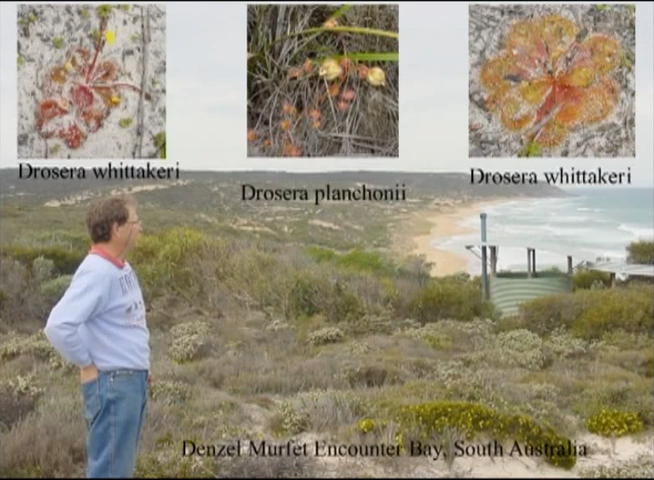 Drosera whittakeri
Drosera planchonii
Drosera whittakeri
Denzel Murfet Encounter Bay, South Australia